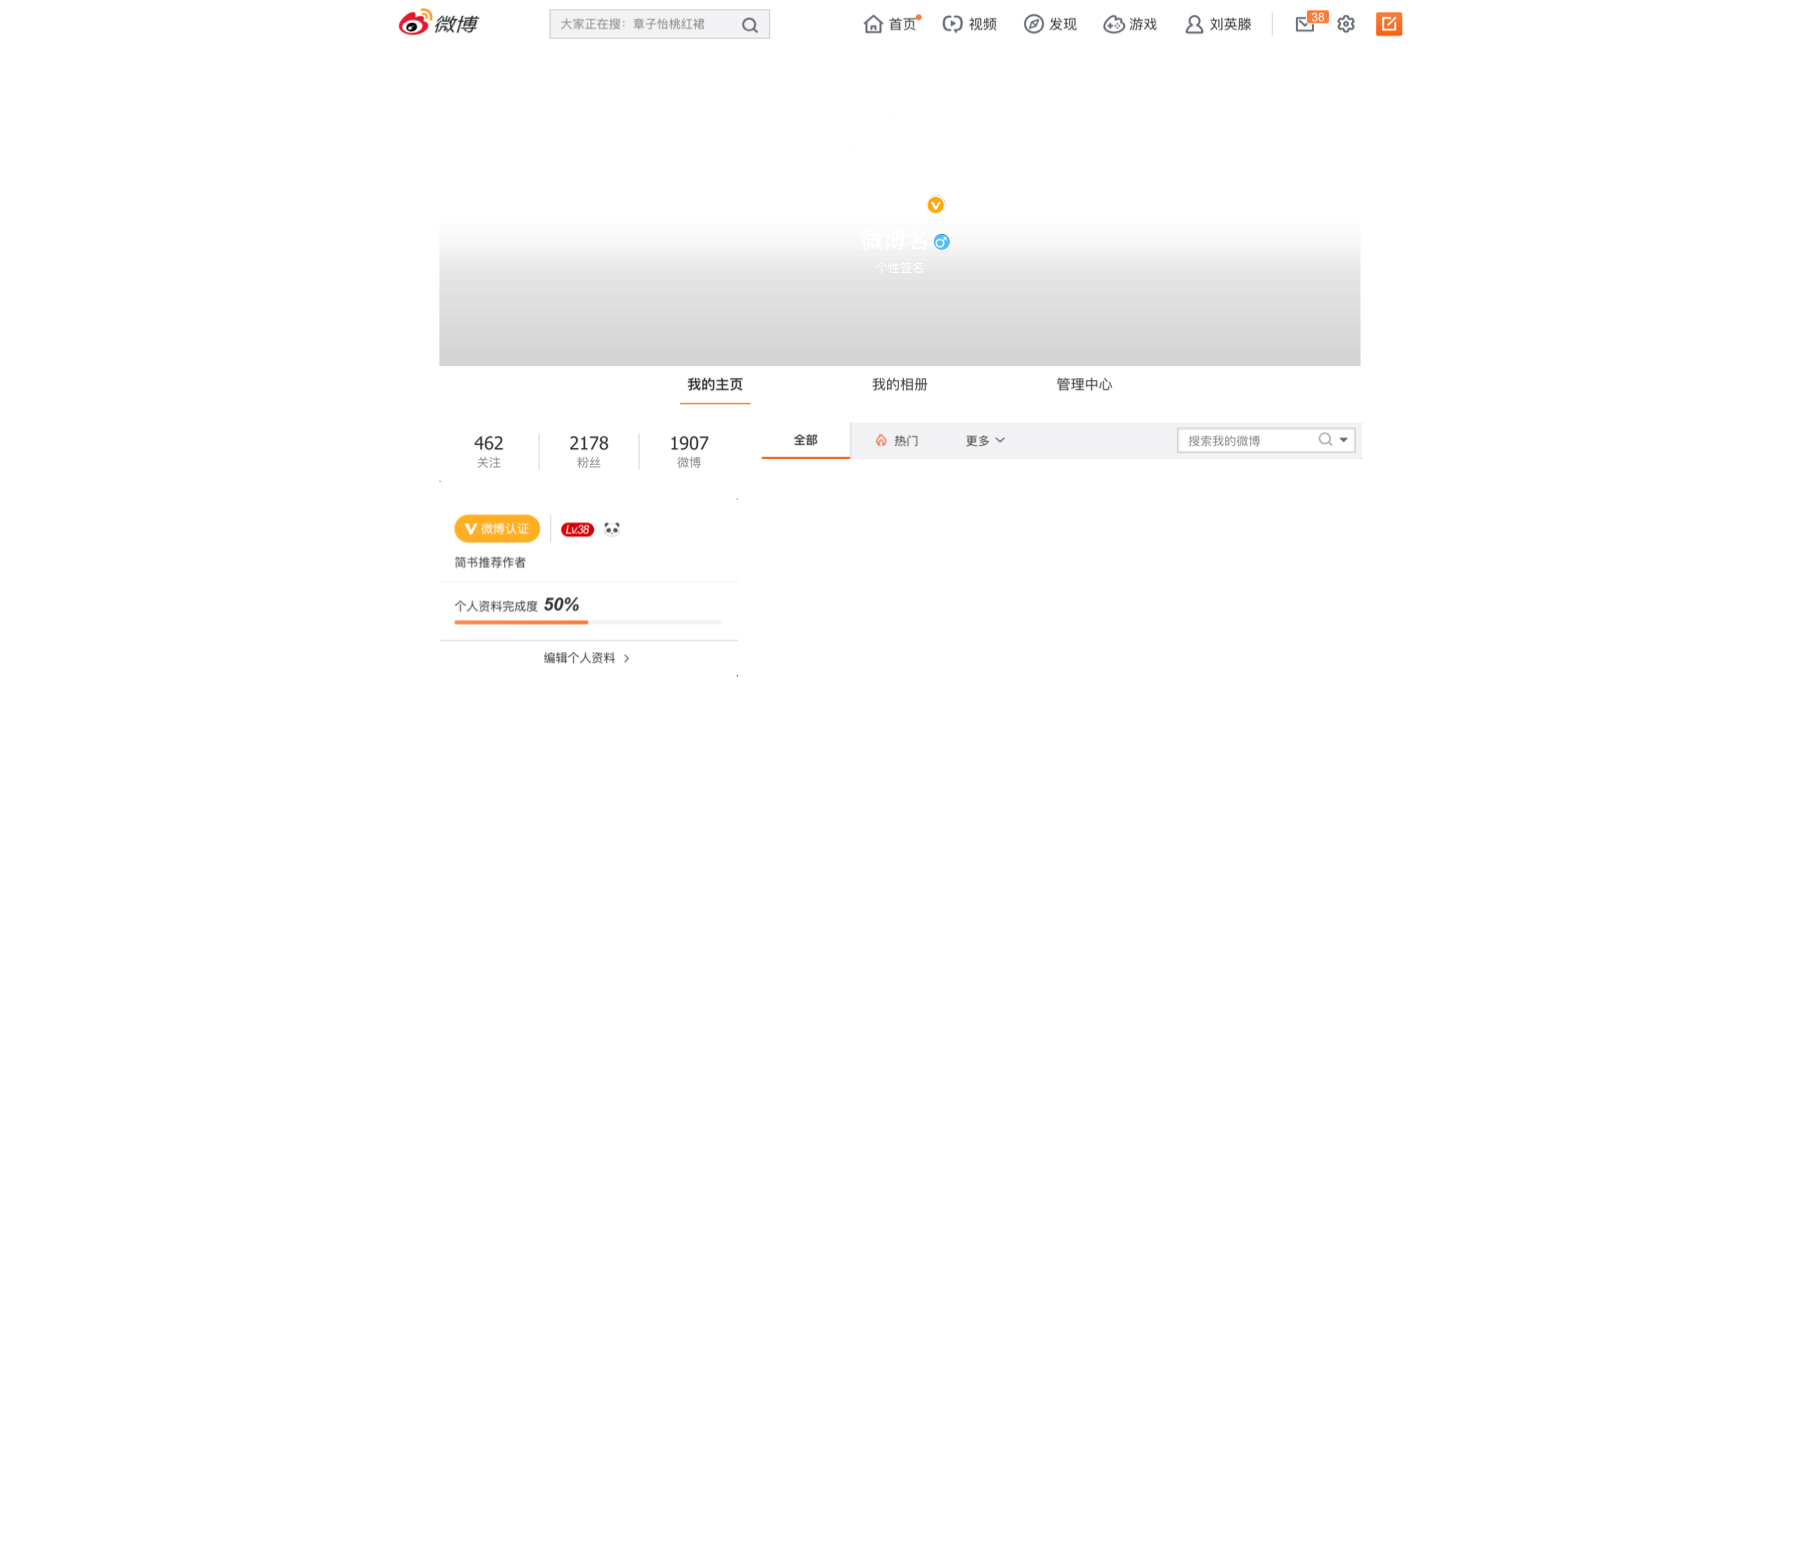 微博
大家正在搜：章子怡桃红裙
首页
视频
发现
游戏
刘英滕
38
微博名
个性签名
我的主页
我的相册
管理中心
462
关注
2178
粉丝
1907
微博
全部
热门
更多
搜索我的微博
V 微博认证
Lv.38
简书推荐作者
个人资料完成度 50%
编辑个人资料 >